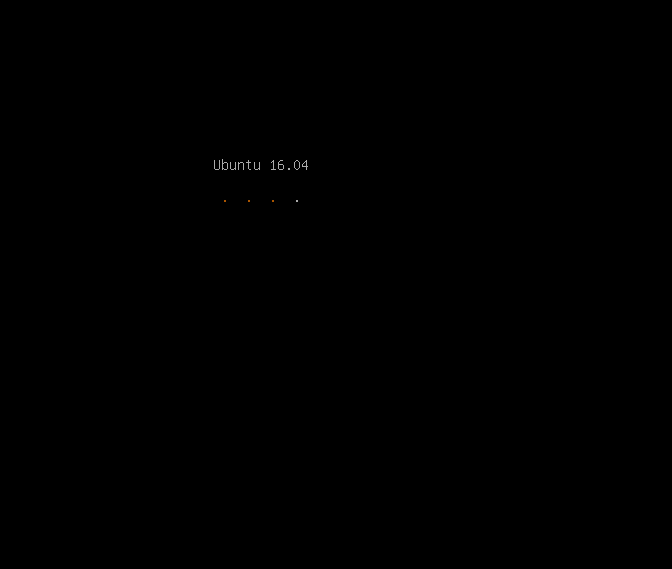 Ubuntu 16.04
. . . .